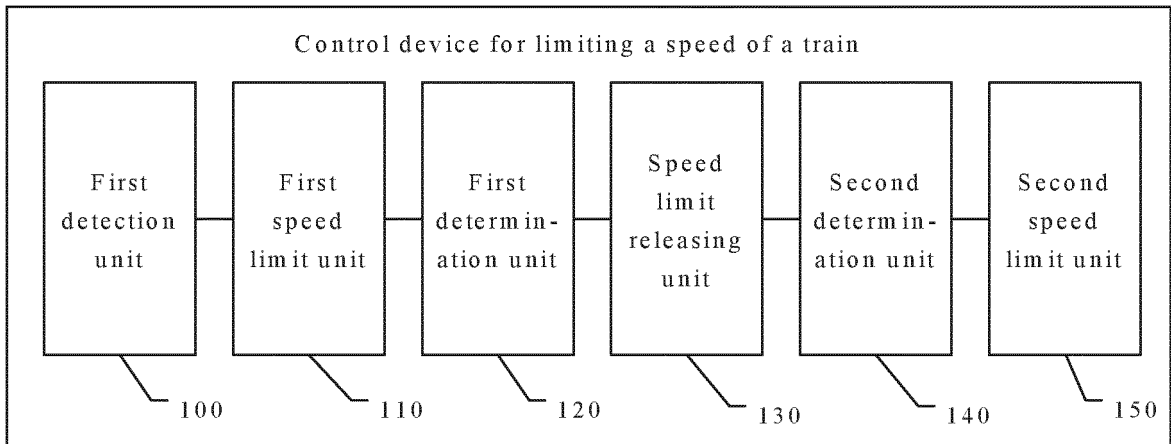 Control device for limiting a speed of a train
First
detection
unit
First
speed
limit unit
First
determin-
ation unit
Speed
limit
releasing
unit
Second
determin-
ation unit
Second
speed
limit unit
100
110
120
130
140
150